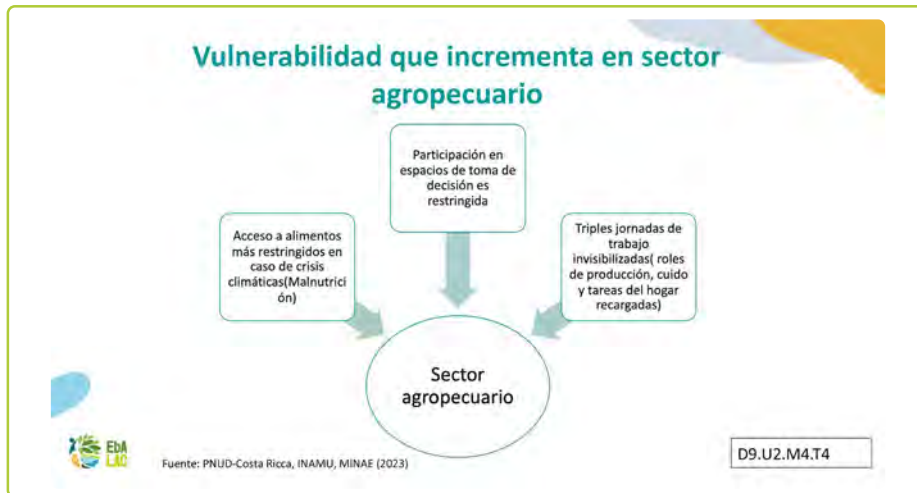 Vulnerabilidad que incrementa en sector
agropecuario
Participación en
espacios de toma de
decisión es
restringida
Acceso a alimentos
más restringidos en
caso de crisis
climáticas(Malnutrici
ón)
Triples jornadas de
trabajo
invisibilizadas( roles
de producción, cuido
y tareas del hogar
recargadas)
Sector
agropecuario
EbA
LAC
Fuente: PNUD-Costa Ricca, INAMU, MINAE (2023)
D9.U2.M4.T4